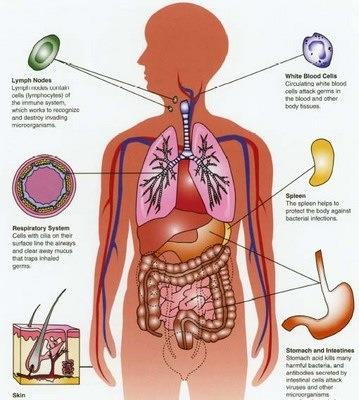 Lymph Nodes
Lymph nodes contain
cells (lymphocytes) of
the immune system,
which works to recognize
and destroy invading
microorganisms.
White Blood Cells
Circulating white blood
cells attack germs in
the blood and other
body tissues.
Respiratory System
Cells with cilia on their
surface line the airways
and clear away mucus
that traps inhaled
germs.
Spleen
The spleen helps to
protect the body against
bacterial infections.
Skin
Stomach and Intestines
Stomach acid kills many
harmful bacteria, and
antibodies secreted by
intestinal cells attack
viruses and other
microorganisms